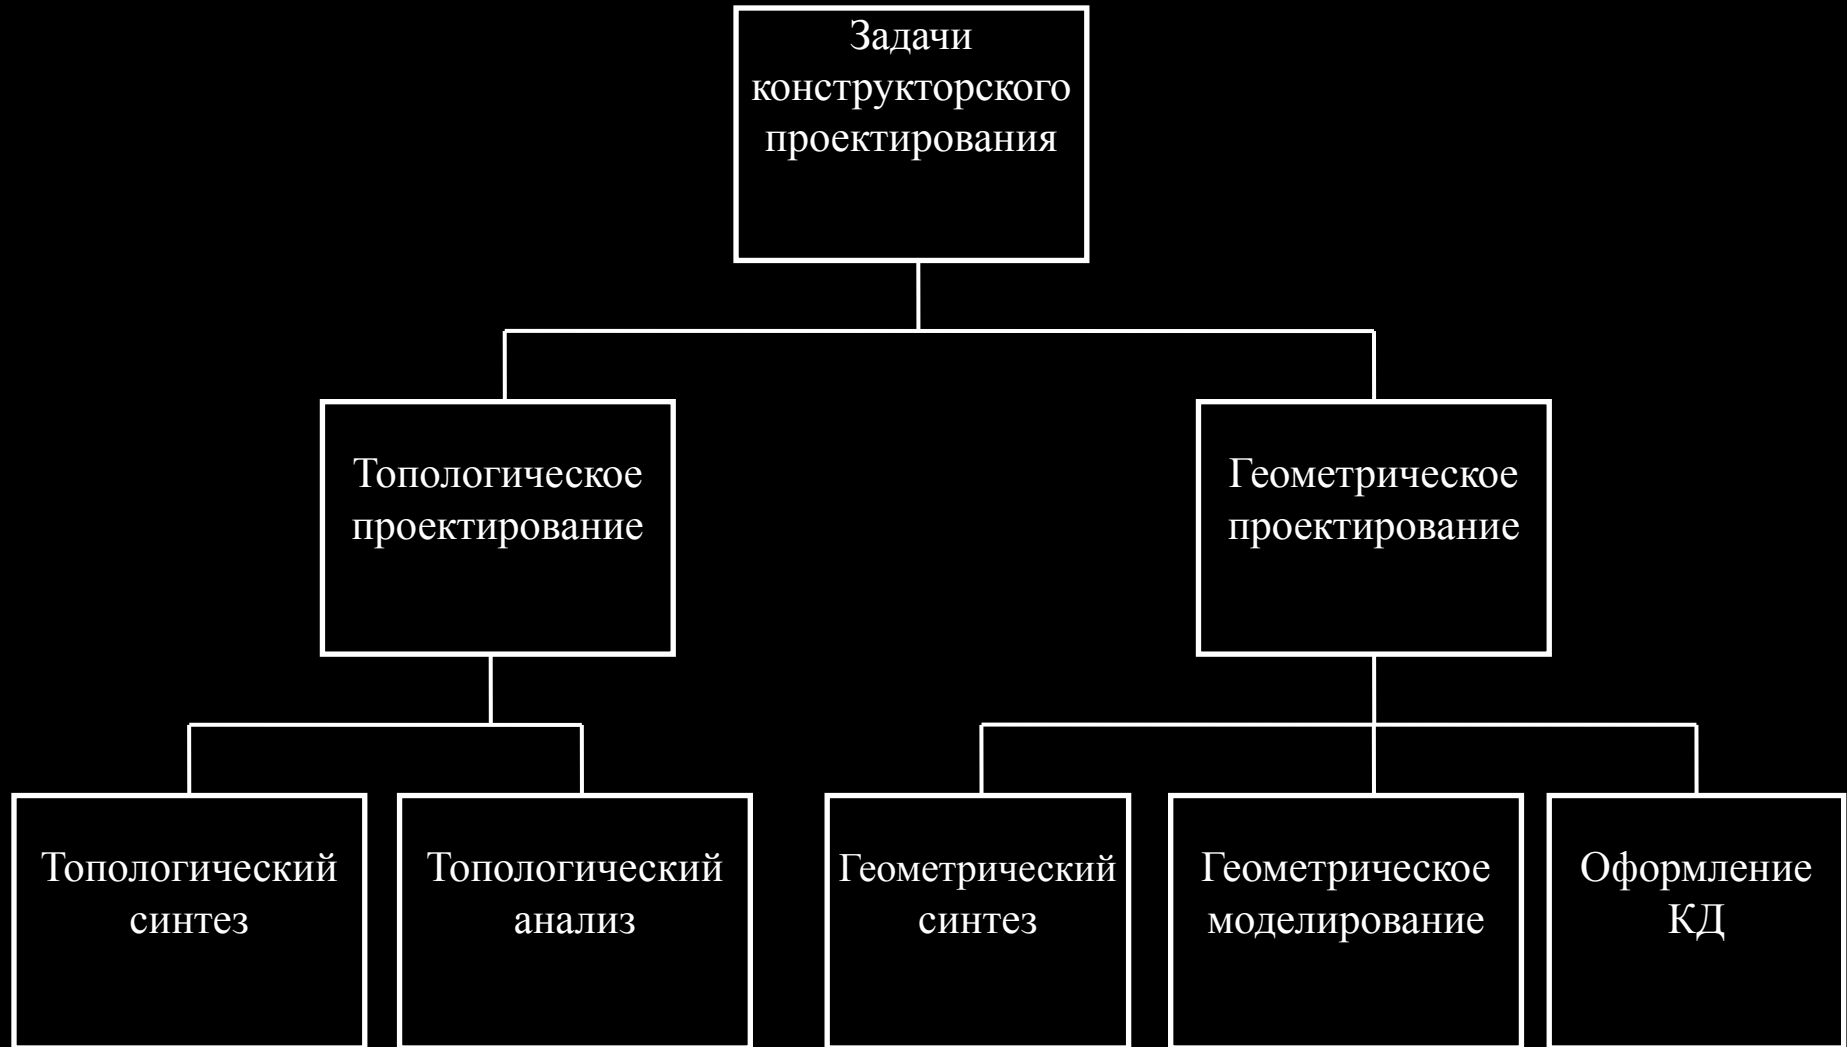 Задачи
конструкторского
проектирования
Топологическое
проектирование
Геометрическое
проектирование
Топологический
синтез
Топологический
анализ
Геометрический
синтез
Геометрическое
моделирование
Оформление
КД